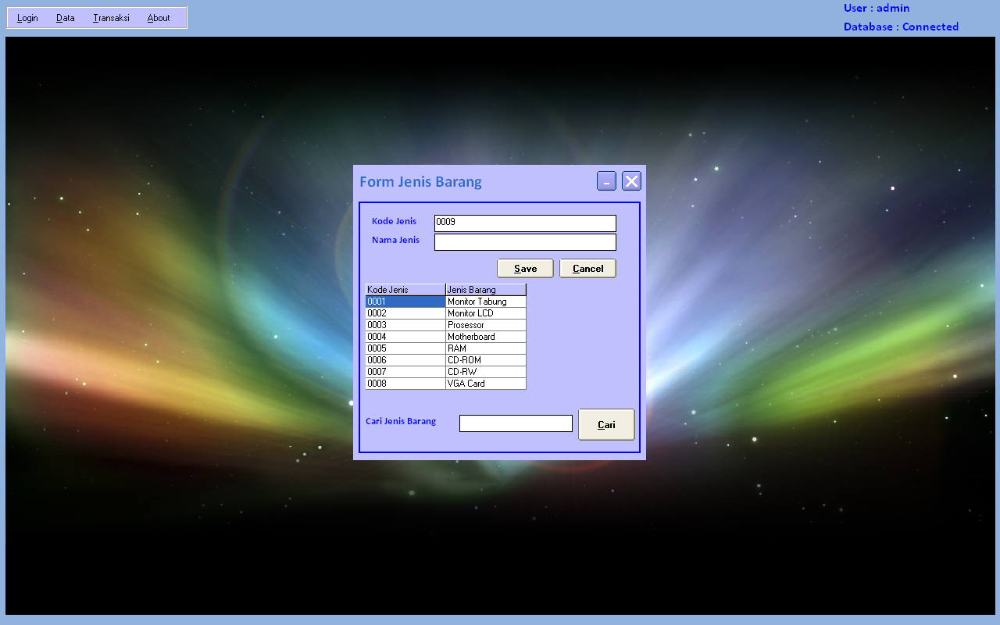 Login Data Transaksi About
User : admin
Database : Connected
Form Jenis Barang
Kode Jenis 0009
Nama Jenis
Save Cancel
Kode Jenis Jenis Barang
0001 Monitor Tabung
0002 Monitor LCD
0003 Prosessor
0004 Motherboard
0005 RAM
0006 CD-ROM
0007 CD-RW
0008 VGA Card
Cari Jenis Barang Cari